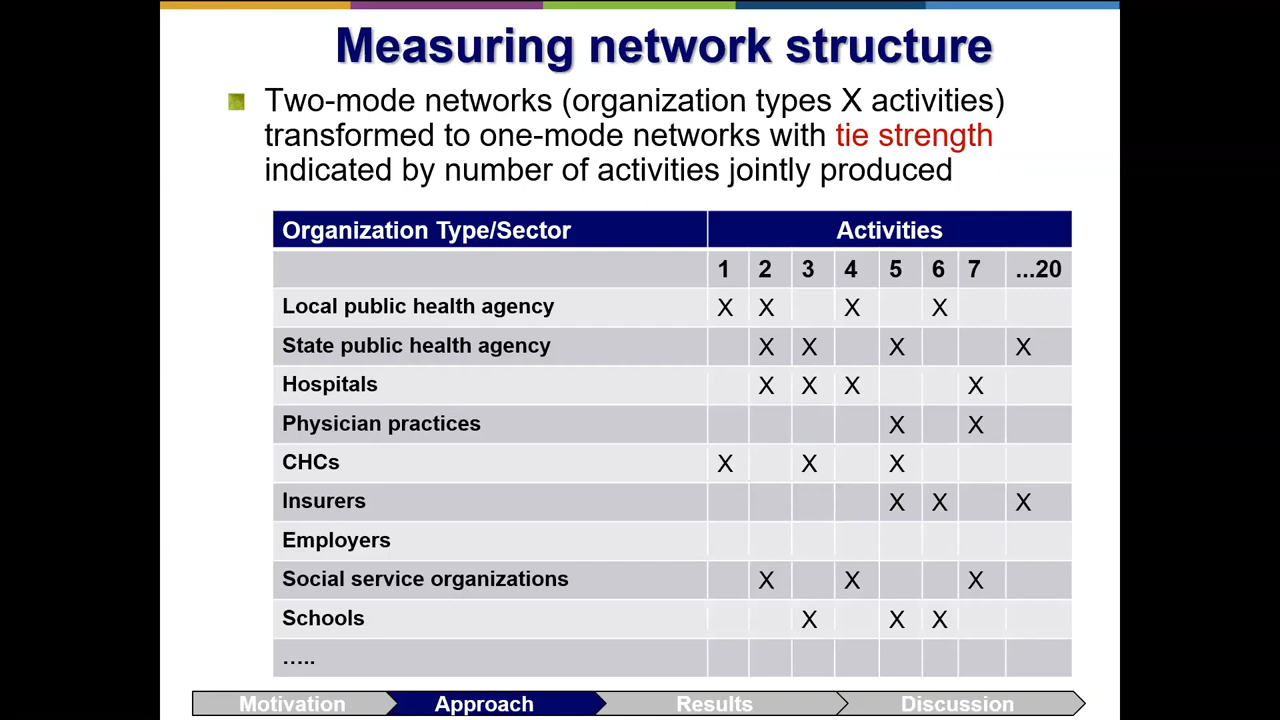 Measuring network structure
Two-mode networks (organization types X activities)
transformed to one-mode networks with tie strength
indicated by number of activities jointly produced
Organization Type/Sector Activities
1 2 3 4 5 6 7 ...20
Local public health agency X X X X
State public health agency X X X X
Hospitals X X X X
Physician practices X X
CHCs X X X
Insurers X X X
Employers
Social service organizations X X X
Schools X X X
…..
Motivation Approach Results Discussion